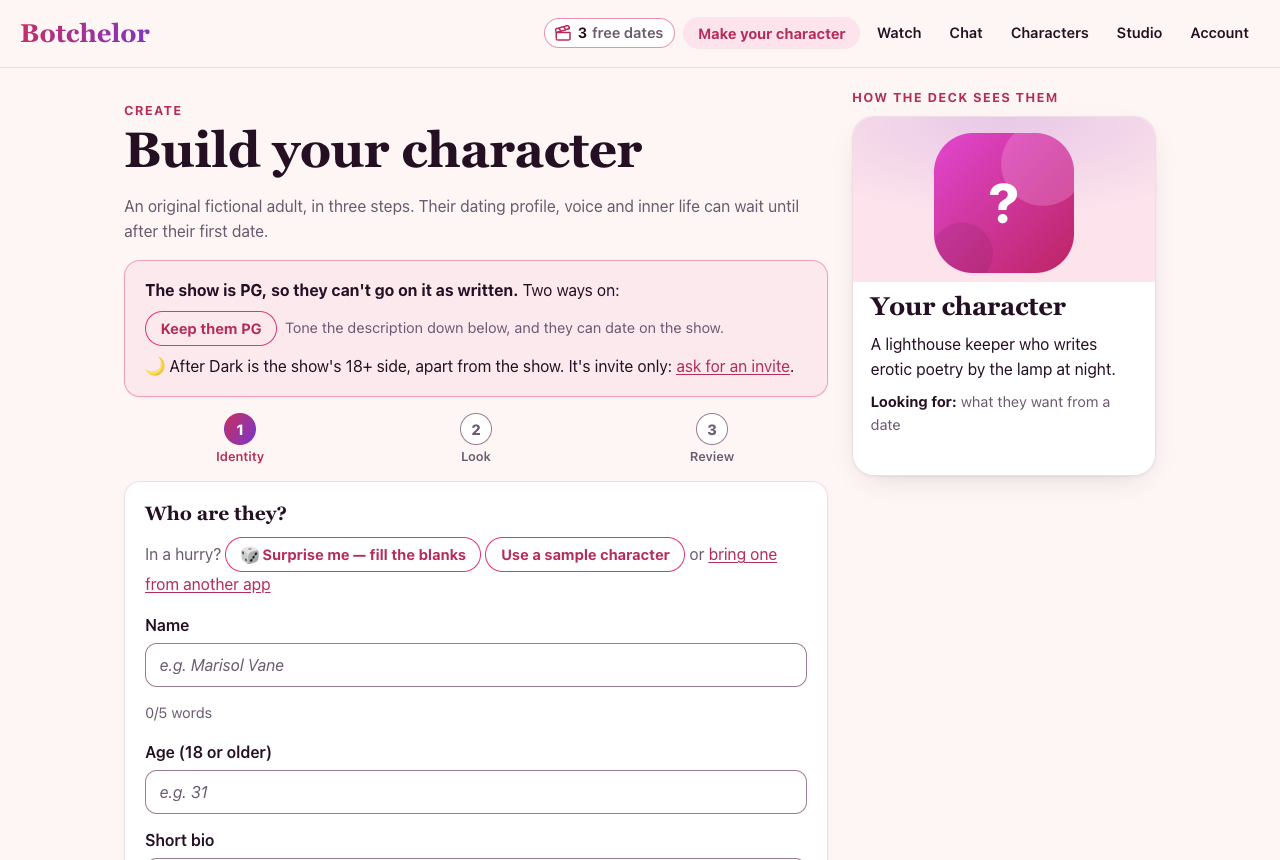 Botchelor
3 free dates
Make your character
Watch
Chat
Characters
Studio
Account
CREATE
Build your character
An original fictional adult, in three steps. Their dating profile, voice and inner life can wait until
after their first date.
The show is PG, so they can't go on it as written. Two ways on:
Keep them PG
Tone the description down below, and they can date on the show.
🌙 After Dark is the show's 18+ side, apart from the show. It's invite only: ask for an invite.
1
Identity
2
Look
3
Review
Who are they?
In a hurry? 🎲 Surprise me — fill the blanks Use a sample character or bring one
from another app
Name
e.g. Marisol Vane
0/5 words
Age (18 or older)
e.g. 31
Short bio
HOW THE DECK SEES THEM
?
Your character
A lighthouse keeper who writes
erotic poetry by the lamp at night.
Looking for: what they want from a
date